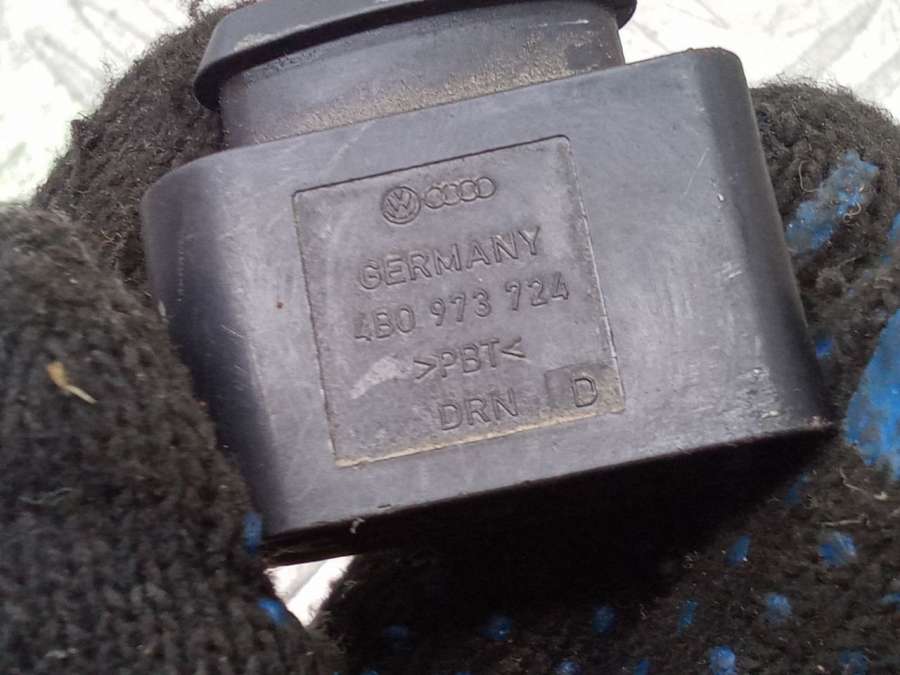 GERMANY
4B0 973 724
>PBT<
DRN D